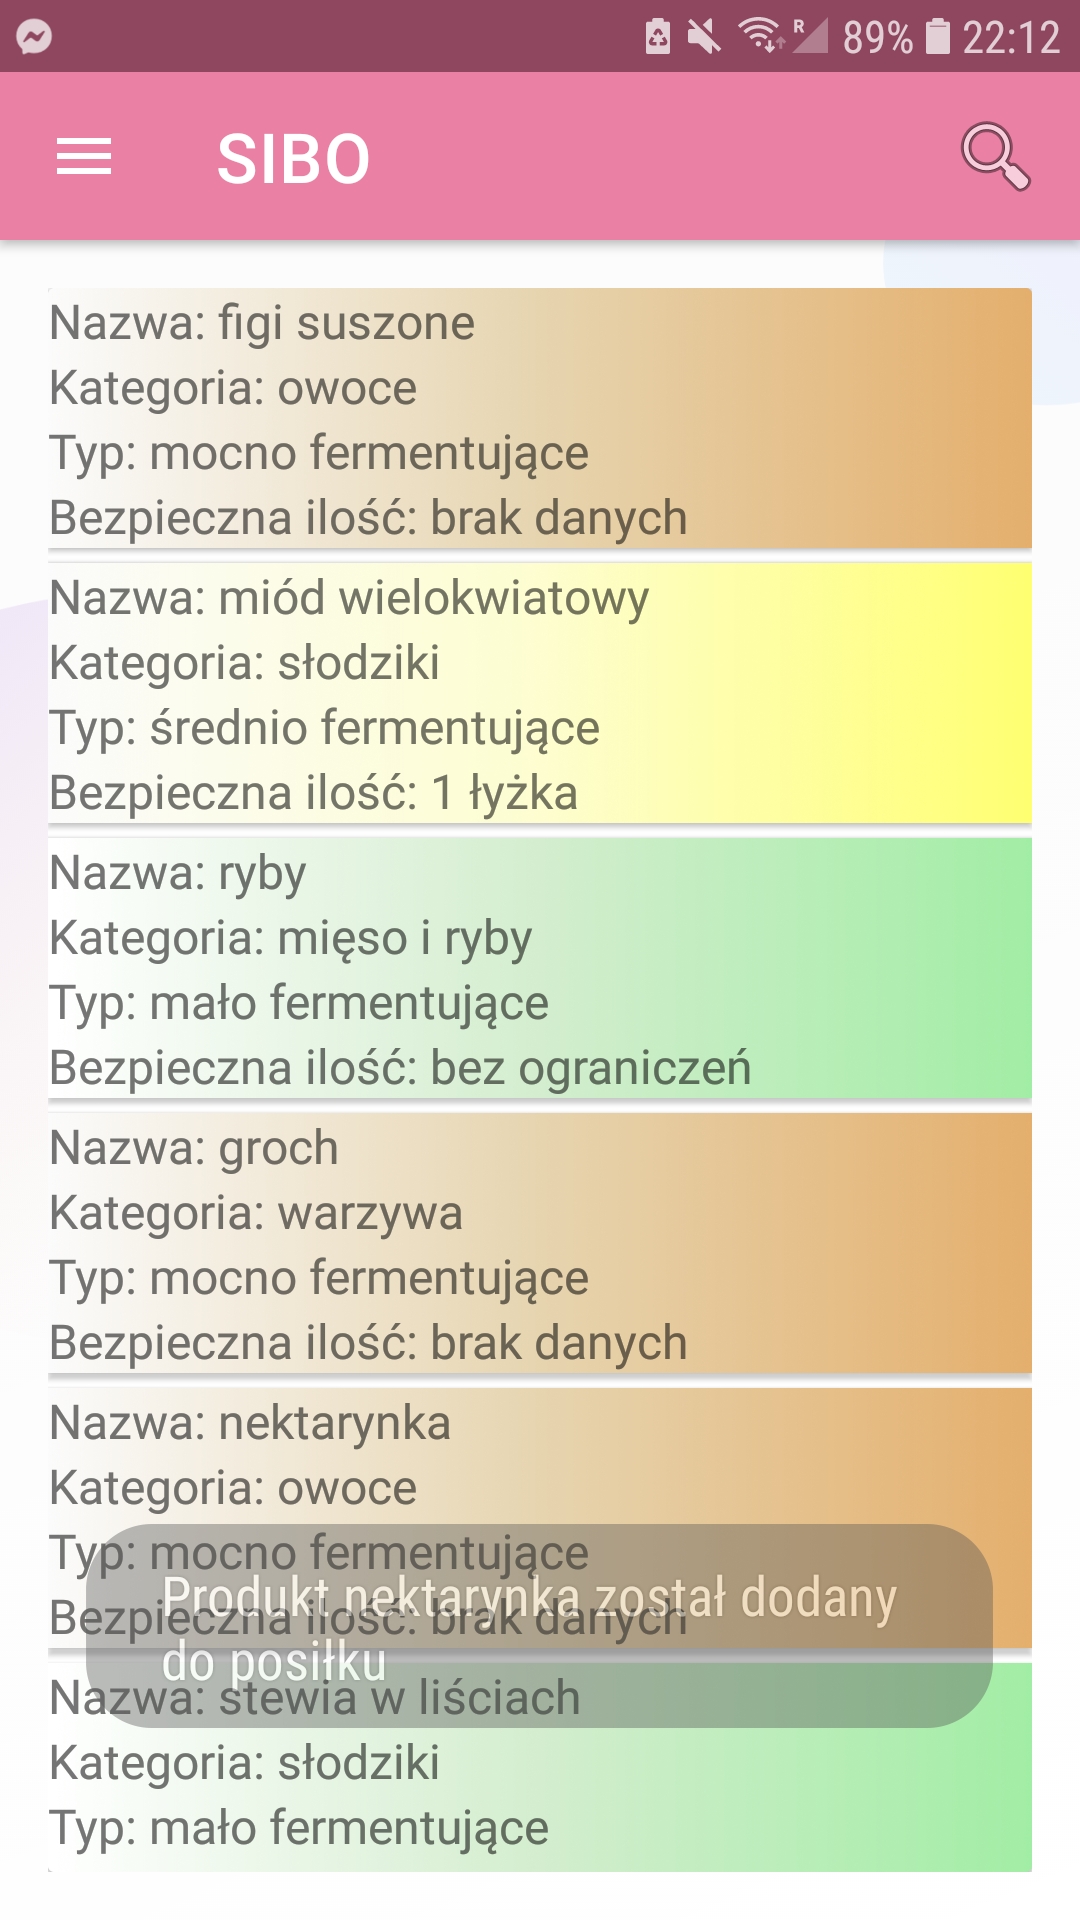 R 89% 22:12
SIBO
Nazwa: figi suszone
Kategoria: owoce
Typ: mocno fermentujące
Bezpieczna ilość: brak danych
Nazwa: miód wielokwiatowy
Kategoria: słodziki
Typ: średnio fermentujące
Bezpieczna ilość: 1 łyżka
Nazwa: ryby
Kategoria: mięso i ryby
Typ: mało fermentujące
Bezpieczna ilość: bez ograniczeń
Nazwa: groch
Kategoria: warzywa
Typ: mocno fermentujące
Bezpieczna ilość: brak danych
Nazwa: nektarynka
Kategoria: owoce
Typ: mocno fermentujące
Produkt nektarynka został dodany
Bezpieczna ilość: brak danych
do posiłku
Nazwa: stewia w liściach
Kategoria: słodziki
Typ: mało fermentujące